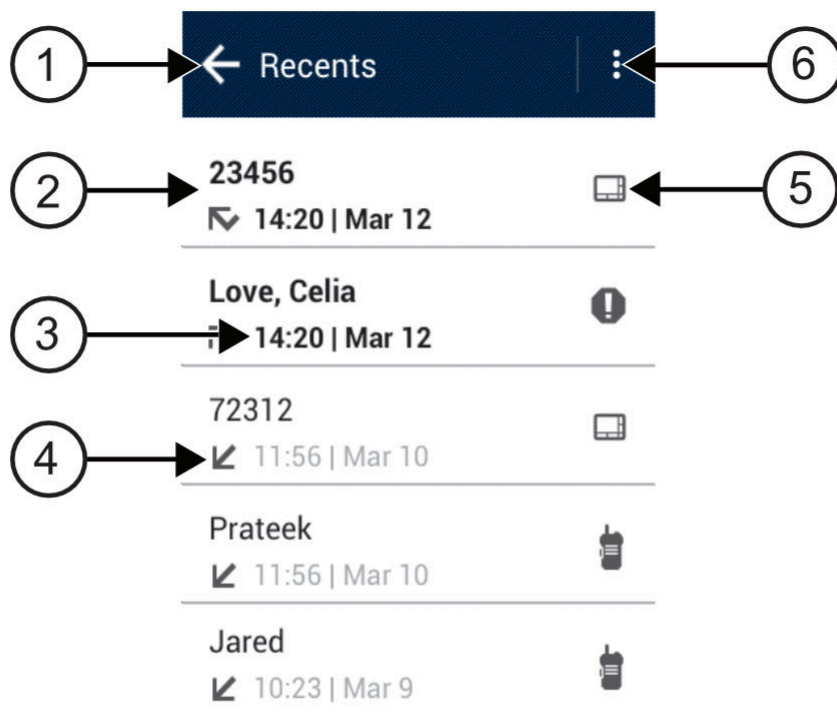 1
Recents
6
2
23456
5
14:20 | Mar 12
Love, Celia
3
14:20 | Mar 12
72312
4
11:56 | Mar 10
Prateek
11:56 | Mar 10
Jared
10:23 | Mar 9